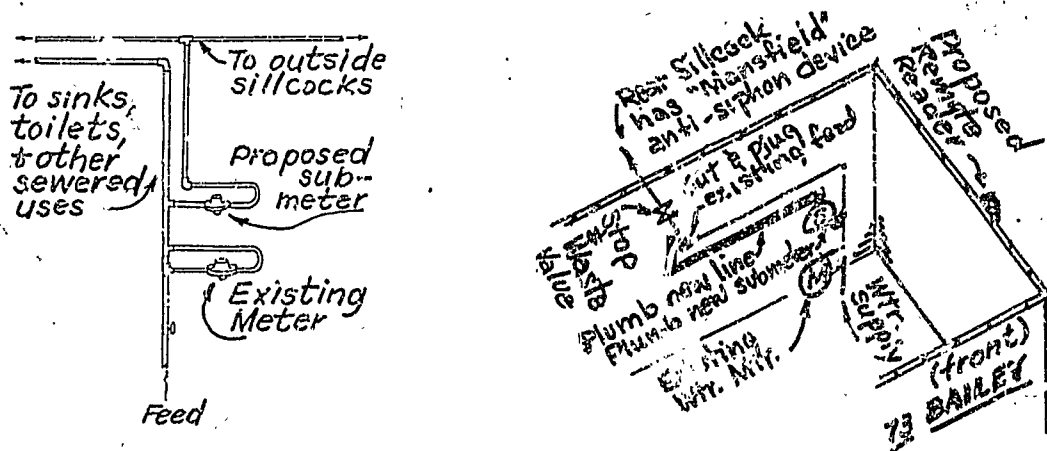 To outside
sillcocks
To sinks,
toilets,
+ other
sewered
uses
Proposed
sub-
meter
Existing
Meter
Feed
Rear Sillcock
has "Mansfield"
anti-siphon device
Cut & plug
existing feed
Stop
Waste
Valve
Plumb new line
Plumb new submeter
S
M
Existing
Wtr. Mtr.
Wtr.
Supply
Proposed
Remote
Reader
(front)
73 BAILEY